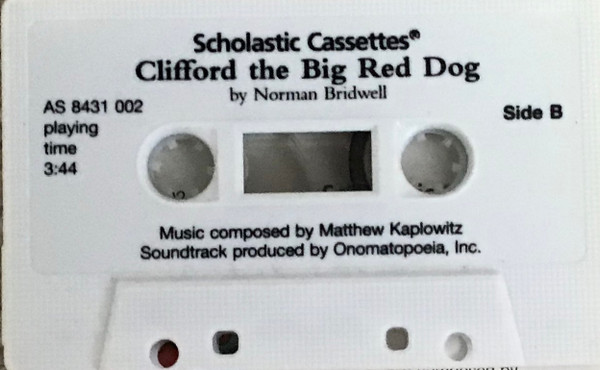 Scholastic Cassettes®
Clifford the Big Red Dog
by Norman Bridwell
AS 8431 002
playing
time
3:44
Side B
Music composed by Matthew Kaplowitz
Soundtrack produced by Onomatopoeia, Inc.